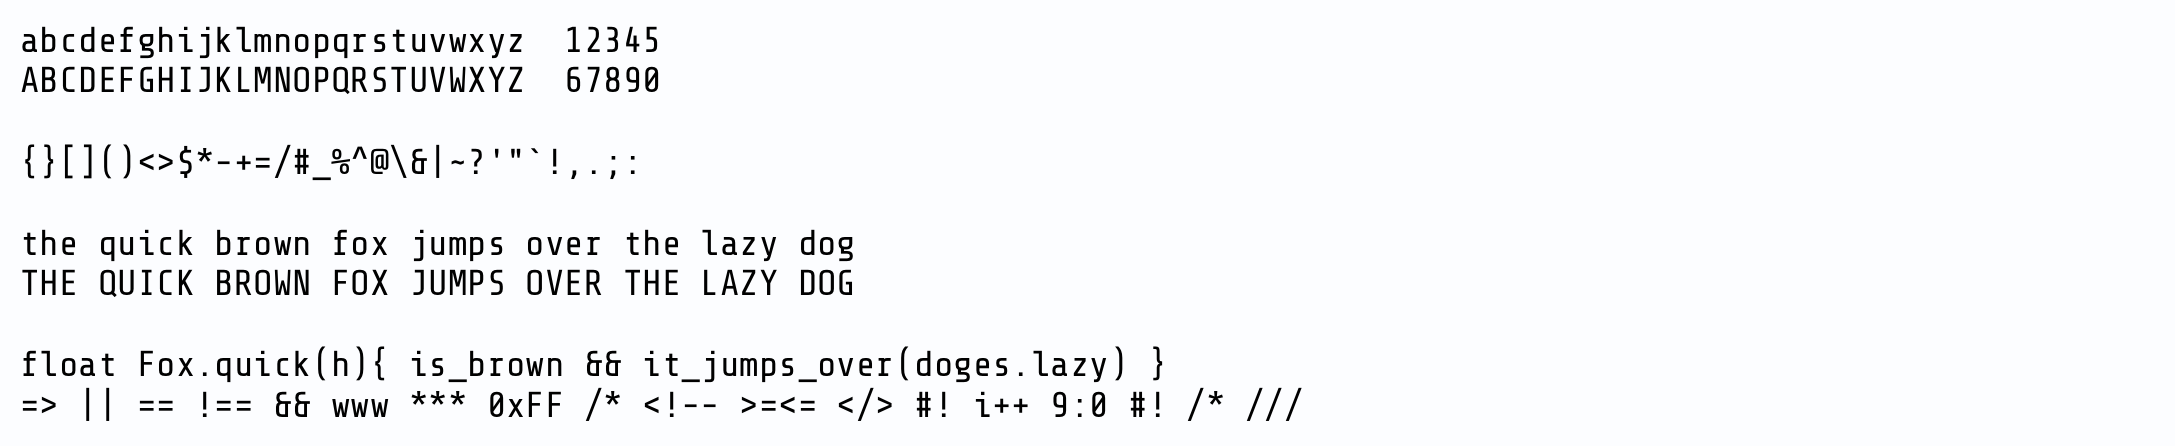 abcdefghijklmnopqrstuvwxyz  12345
ABCDEFGHIJKLMNOPQRSTUVWXYZ  67890
{}[]()<>$*-+=/#_%^@\&|~?'"`!,.;:
the quick brown fox jumps over the lazy dog
THE QUICK BROWN FOX JUMPS OVER THE LAZY DOG
float Fox.quick(h){ is_brown && it_jumps_over(doges.lazy) }
=> || == !== && www *** 0xFF /* <!-- >=<= </> #! i++ 9:0 #! /* ///